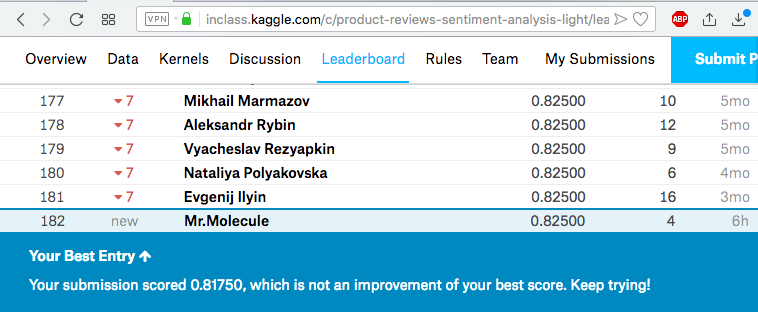 VPN inclass.kaggle.com/c/product-reviews-sentiment-analysis-light/lea ABP
Overview Data Kernels Discussion Leaderboard Rules Team My Submissions Submit P
177 7 Mikhail Marmazov 0.82500 10 5mo
178 7 Aleksandr Rybin 0.82500 12 5mo
179 7 Vyacheslav Rezyapkin 0.82500 9 5mo
180 7 Nataliya Polyakovska 0.82500 6 4mo
181 7 Evgenij Ilyin 0.82500 16 3mo
182 new Mr.Molecule 0.82500 4 6h
Your Best Entry
Your submission scored 0.81750, which is not an improvement of your best score. Keep trying!